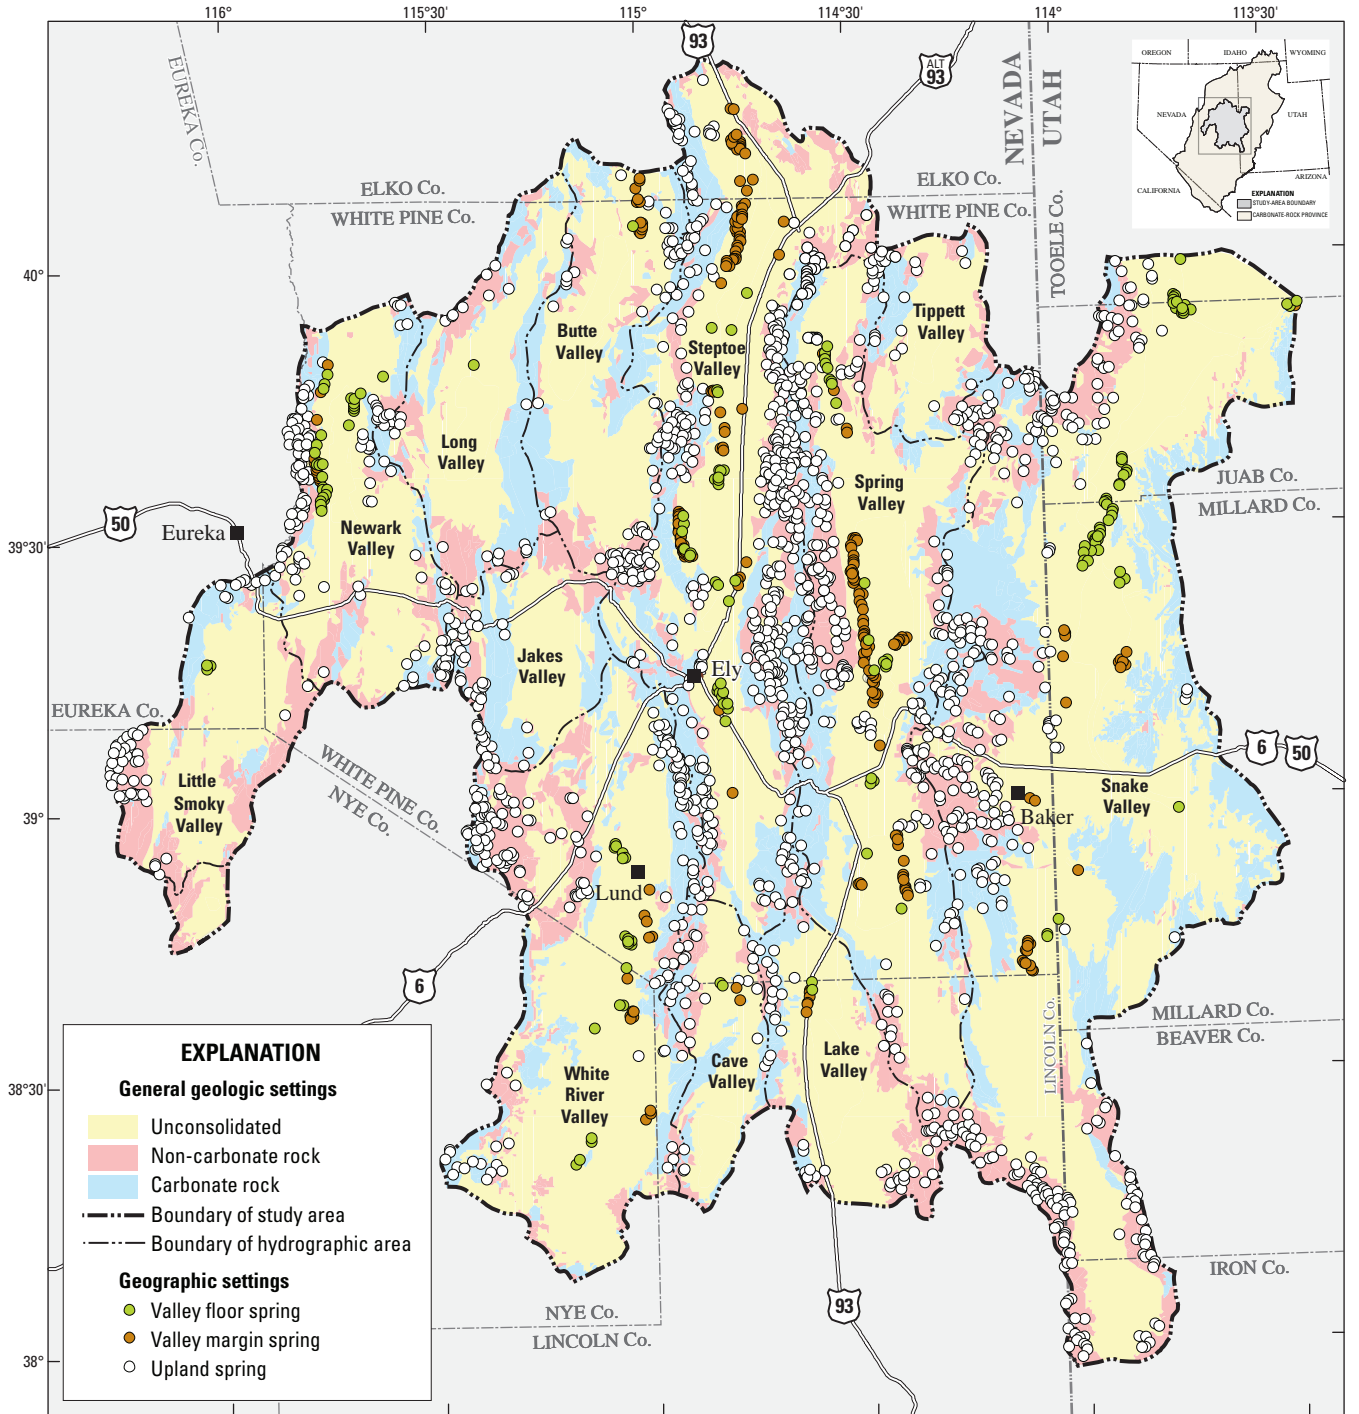 116°
115°30'
115°
114°30'
114°
113°30'
93
ALT
93
NEVADA
UTAH
OREGON
IDAHO
WYOMING
NEVADA
UTAH
CALIFORNIA
ARIZONA
EXPLANATION
STUDY-AREA BOUNDARY
CARBONATE-ROCK PROVINCE
EUREKA Co.
ELKO Co.
WHITE PINE Co.
ELKO Co.
WHITE PINE Co.
TOOELE Co.
40°
Butte
Valley
Steptoe
Valley
Tippett
Valley
Long
Valley
Spring
Valley
JUAB Co.
MILLARD Co.
50
Eureka
Newark
Valley
39°30'
Jakes
Valley
Ely
EUREKA Co.
WHITE PINE Co.
NYE Co.
Little
Smoky
Valley
6
50
Snake
Valley
Baker
39°
Lund
6
LINCOLN Co.
MILLARD Co.
BEAVER Co.
White
River
Valley
Cave
Valley
Lake
Valley
38°30'
EXPLANATION
General geologic settings
Unconsolidated
Non-carbonate rock
Carbonate rock
Boundary of study area
Boundary of hydrographic area
Geographic settings
Valley floor spring
Valley margin spring
Upland spring
IRON Co.
NYE Co.
LINCOLN Co.
93
38°